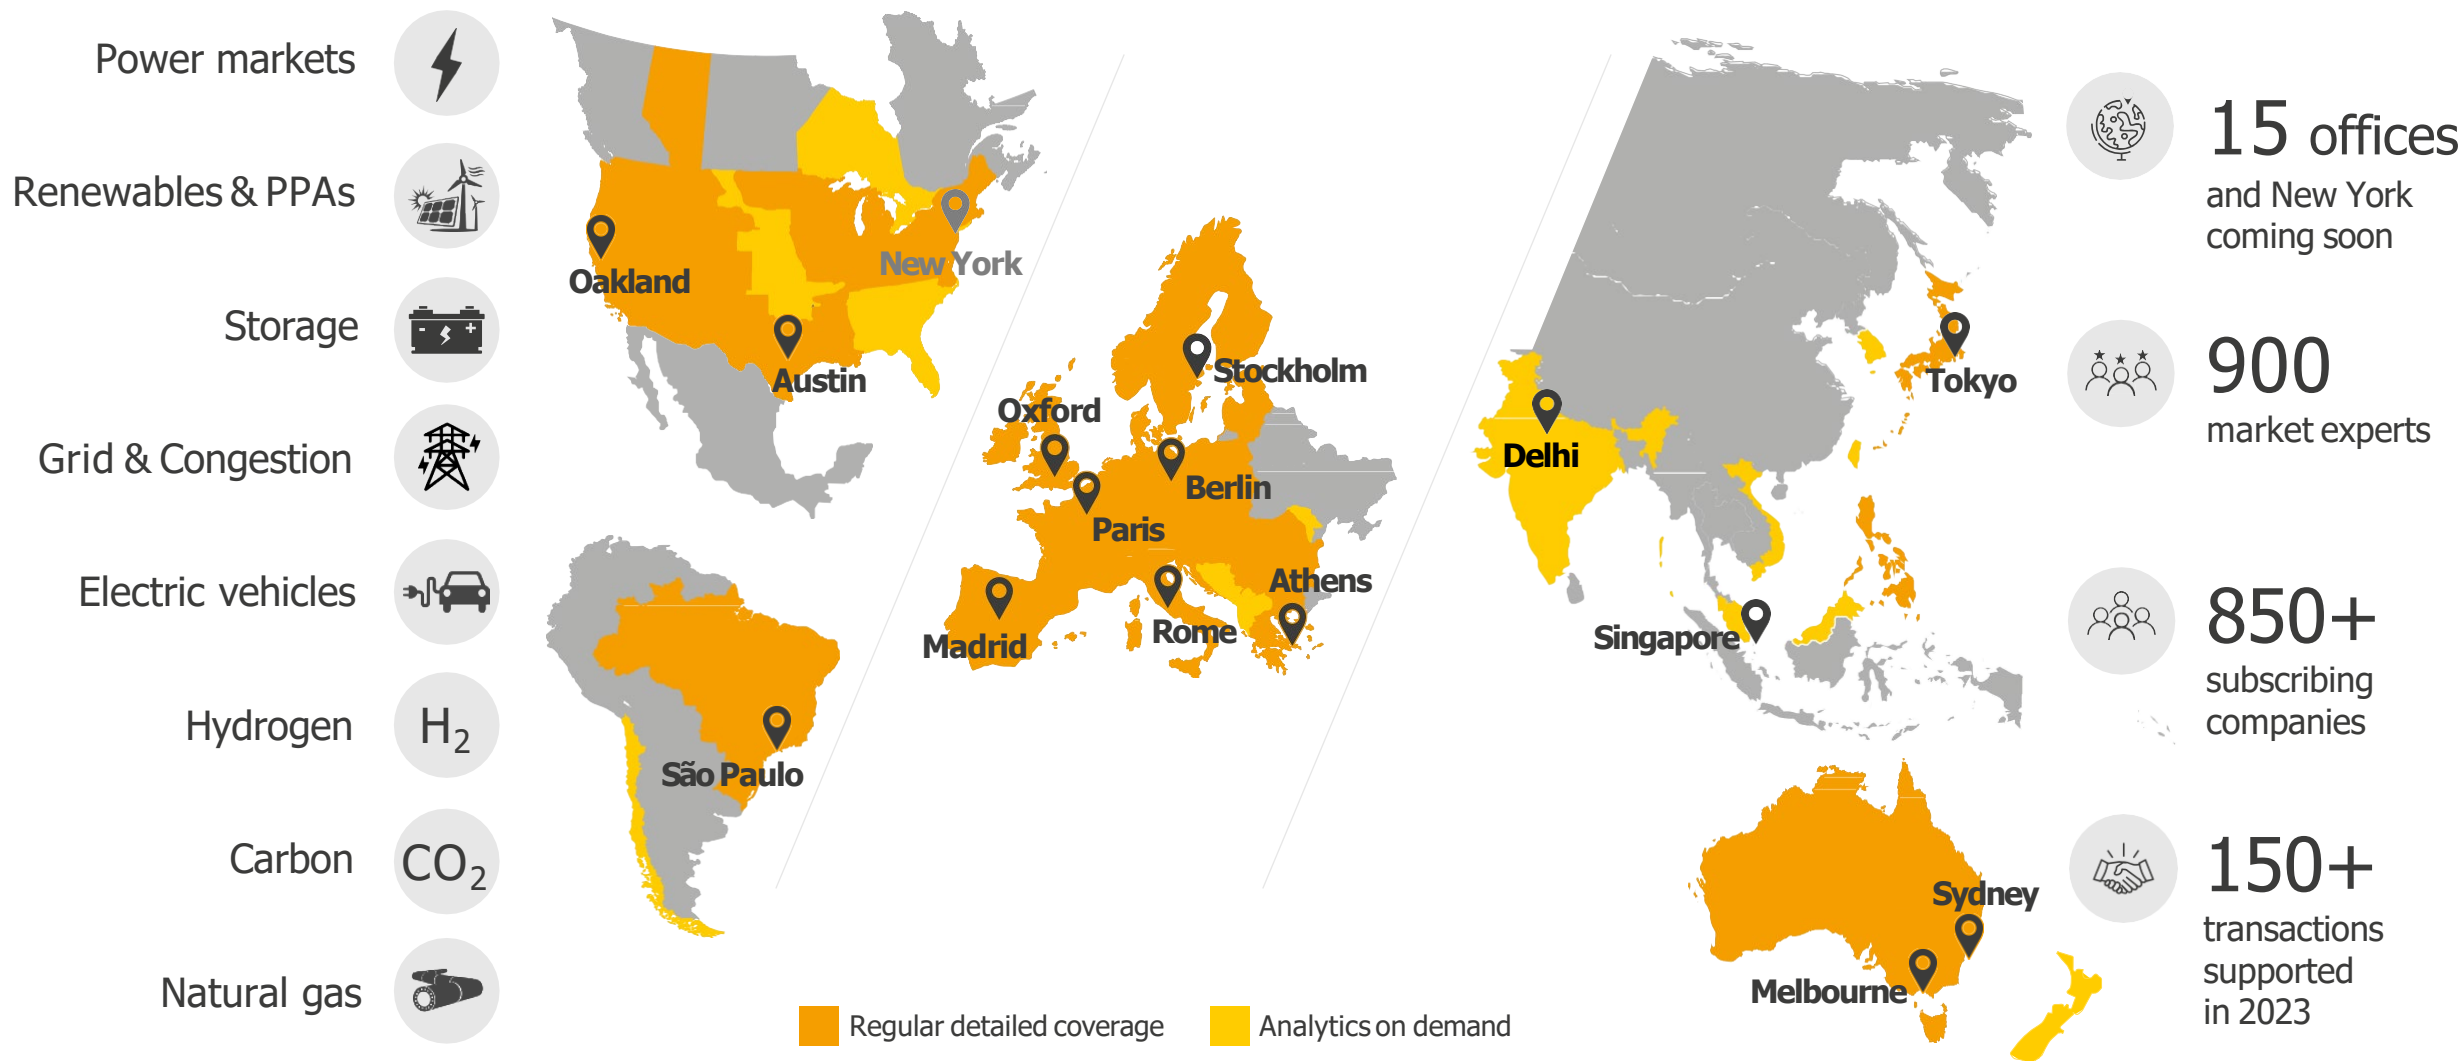 Power markets
Renewables & PPAs
Storage
Grid & Congestion
Electric vehicles
Hydrogen
H₂
Carbon
CO₂
Natural gas
Oakland
New York
Austin
São Paulo
Stockholm
Oxford
Berlin
Paris
Athens
Madrid
Rome
Tokyo
Delhi
Singapore
Sydney
Melbourne
Regular detailed coverage
Analytics on demand
15 offices
and New York
coming soon
900
market experts
850+
subscribing
companies
150+
transactions
supported
in 2023